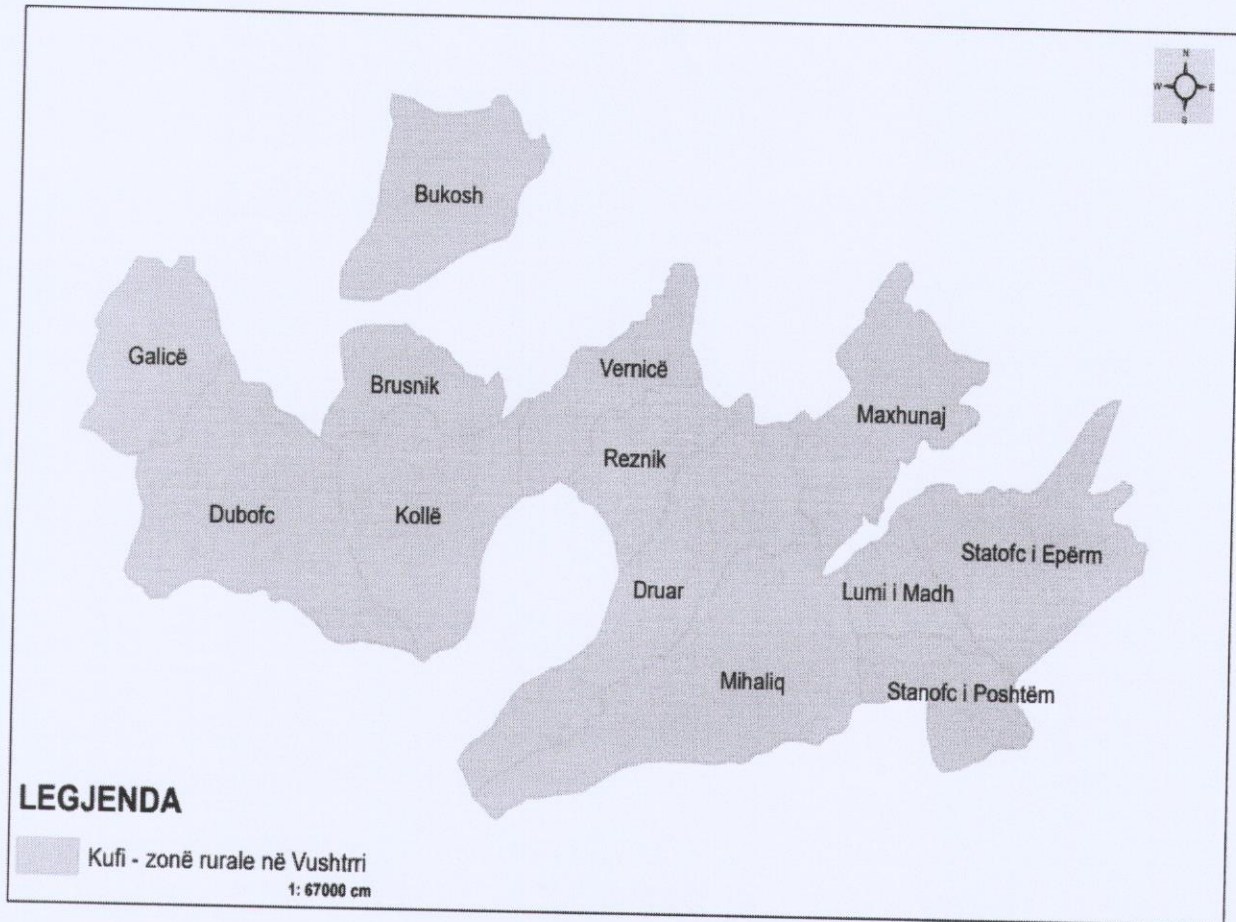 N
W E
S
Bukosh
Galicë
Brusnik
Vernicë
Maxhunaj
Reznik
Dubofc
Kollë
Statofc i Epërm
Druar
Lumi i Madh
Mihaliq
Stanofc i Poshtëm
LEGJENDA
Kufi - zonë rurale në Vushtrri
1: 67000 cm